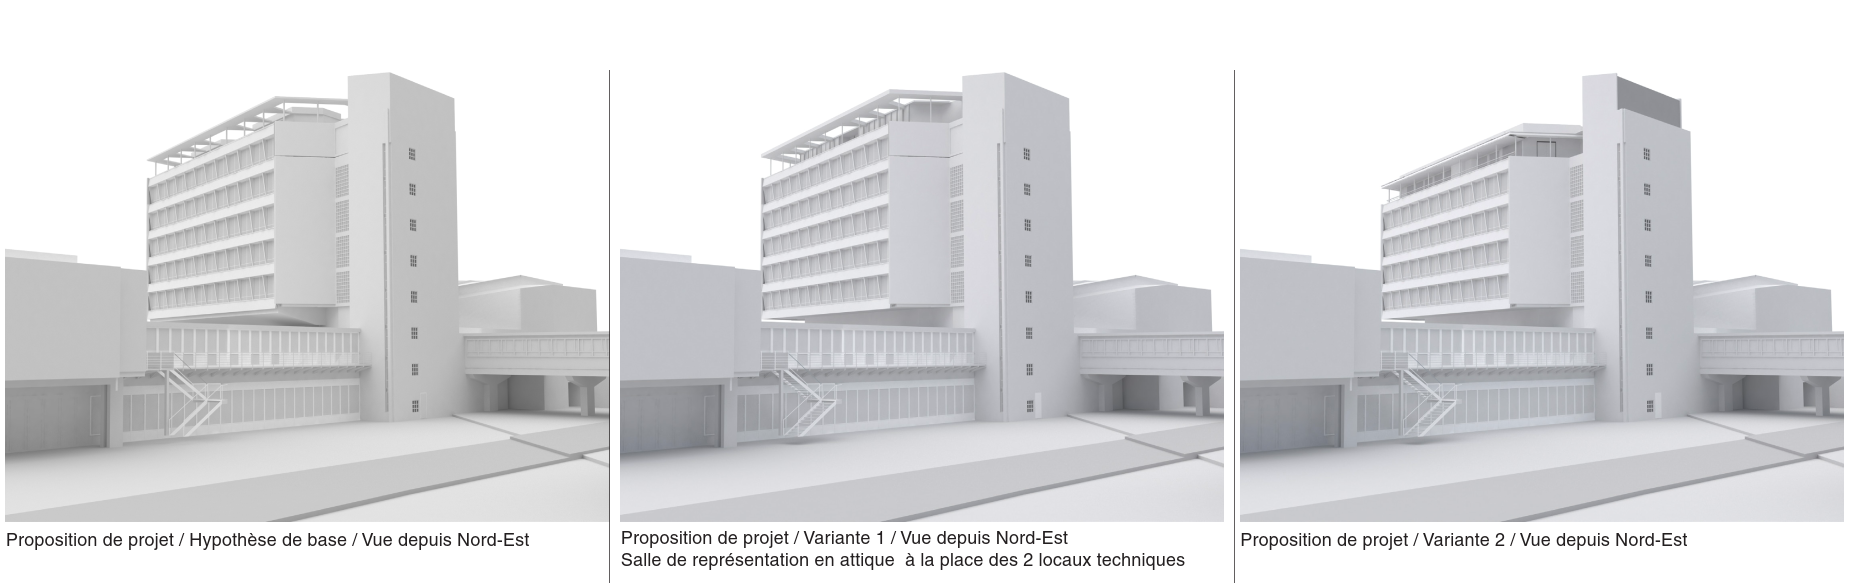 Proposition de projet / Hypothèse de base / Vue depuis Nord-Est
Proposition de projet / Variante 1 / Vue depuis Nord-Est
Salle de représentation en attique  à la place des 2 locaux techniques
Proposition de projet / Variante 2 / Vue depuis Nord-Est